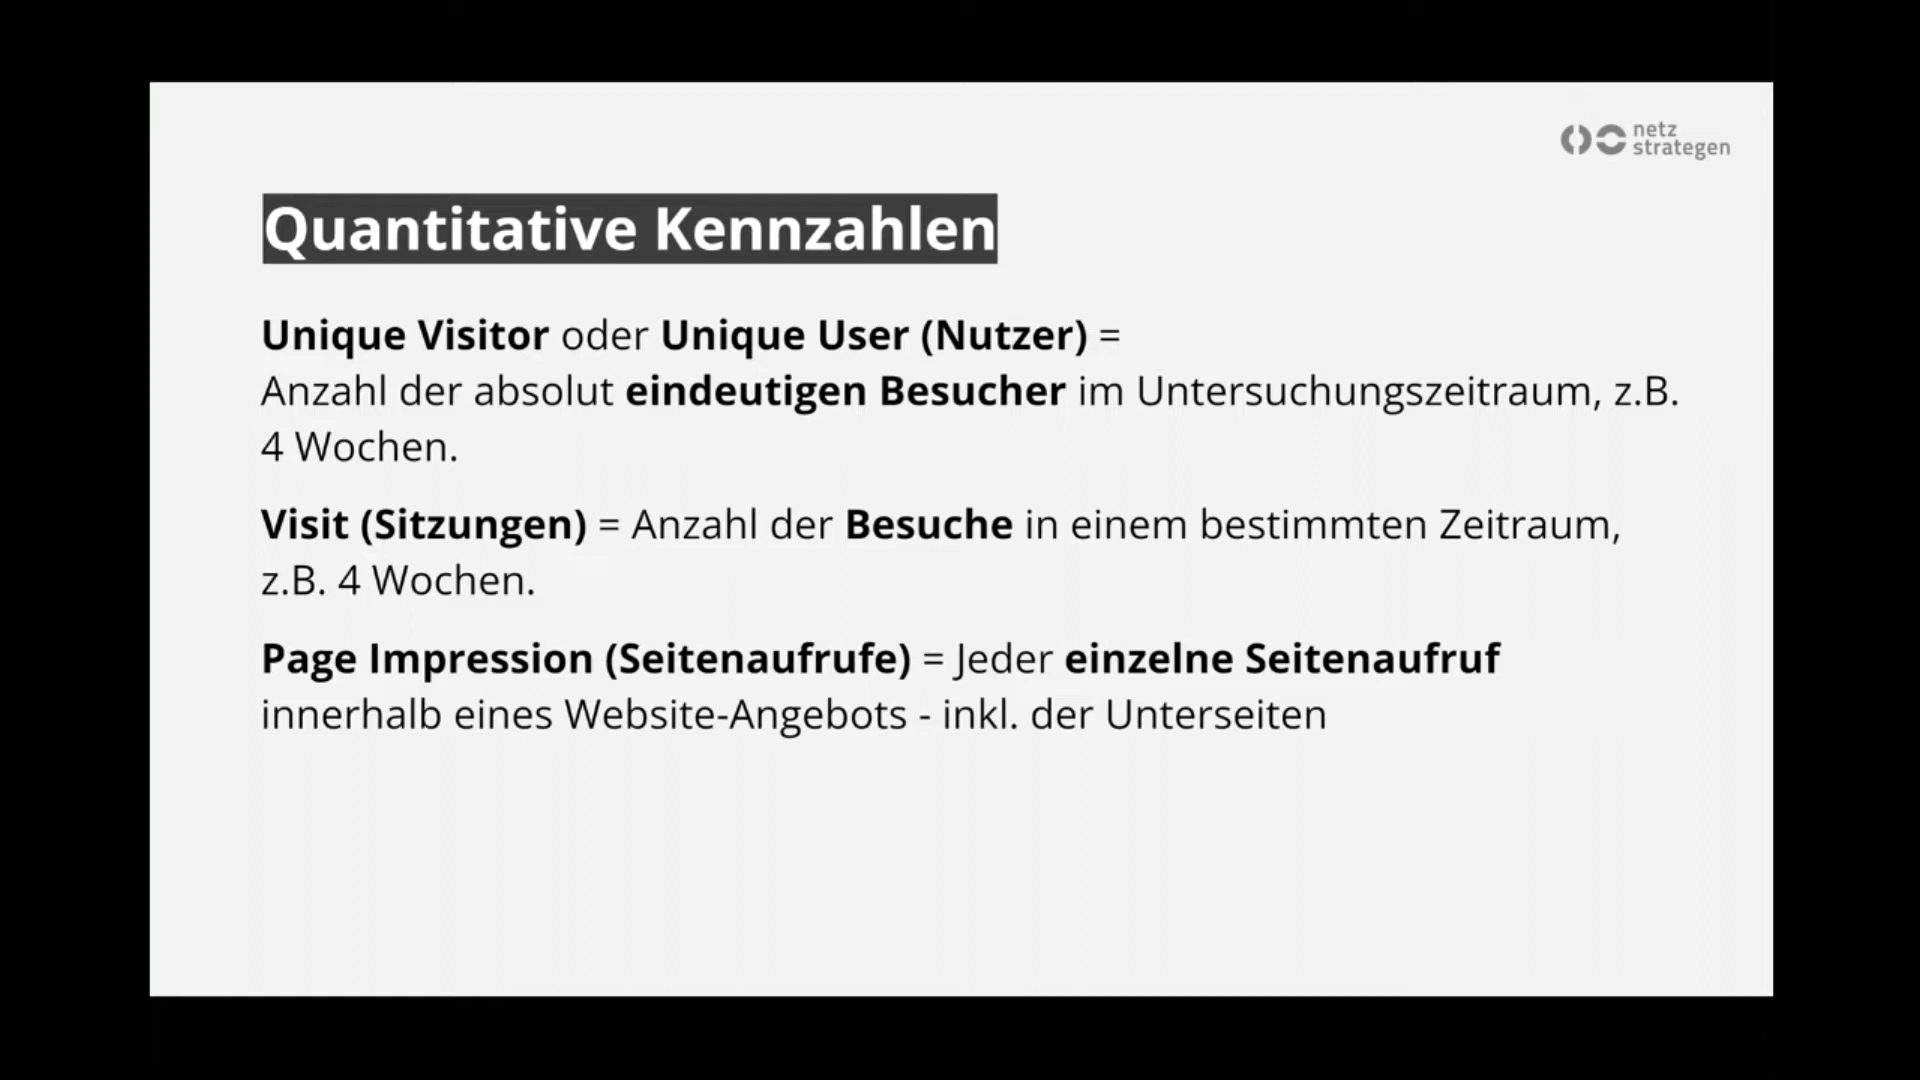 netz
strategen
Quantitative Kennzahlen
Unique Visitor oder Unique User (Nutzer) =
Anzahl der absolut eindeutigen Besucher im Untersuchungszeitraum, z.B.
4 Wochen.
Visit (Sitzungen) = Anzahl der Besuche in einem bestimmten Zeitraum,
z.B. 4 Wochen.
Page Impression (Seitenaufrufe) = Jeder einzelne Seitenaufruf
innerhalb eines Website-Angebots - inkl. der Unterseiten